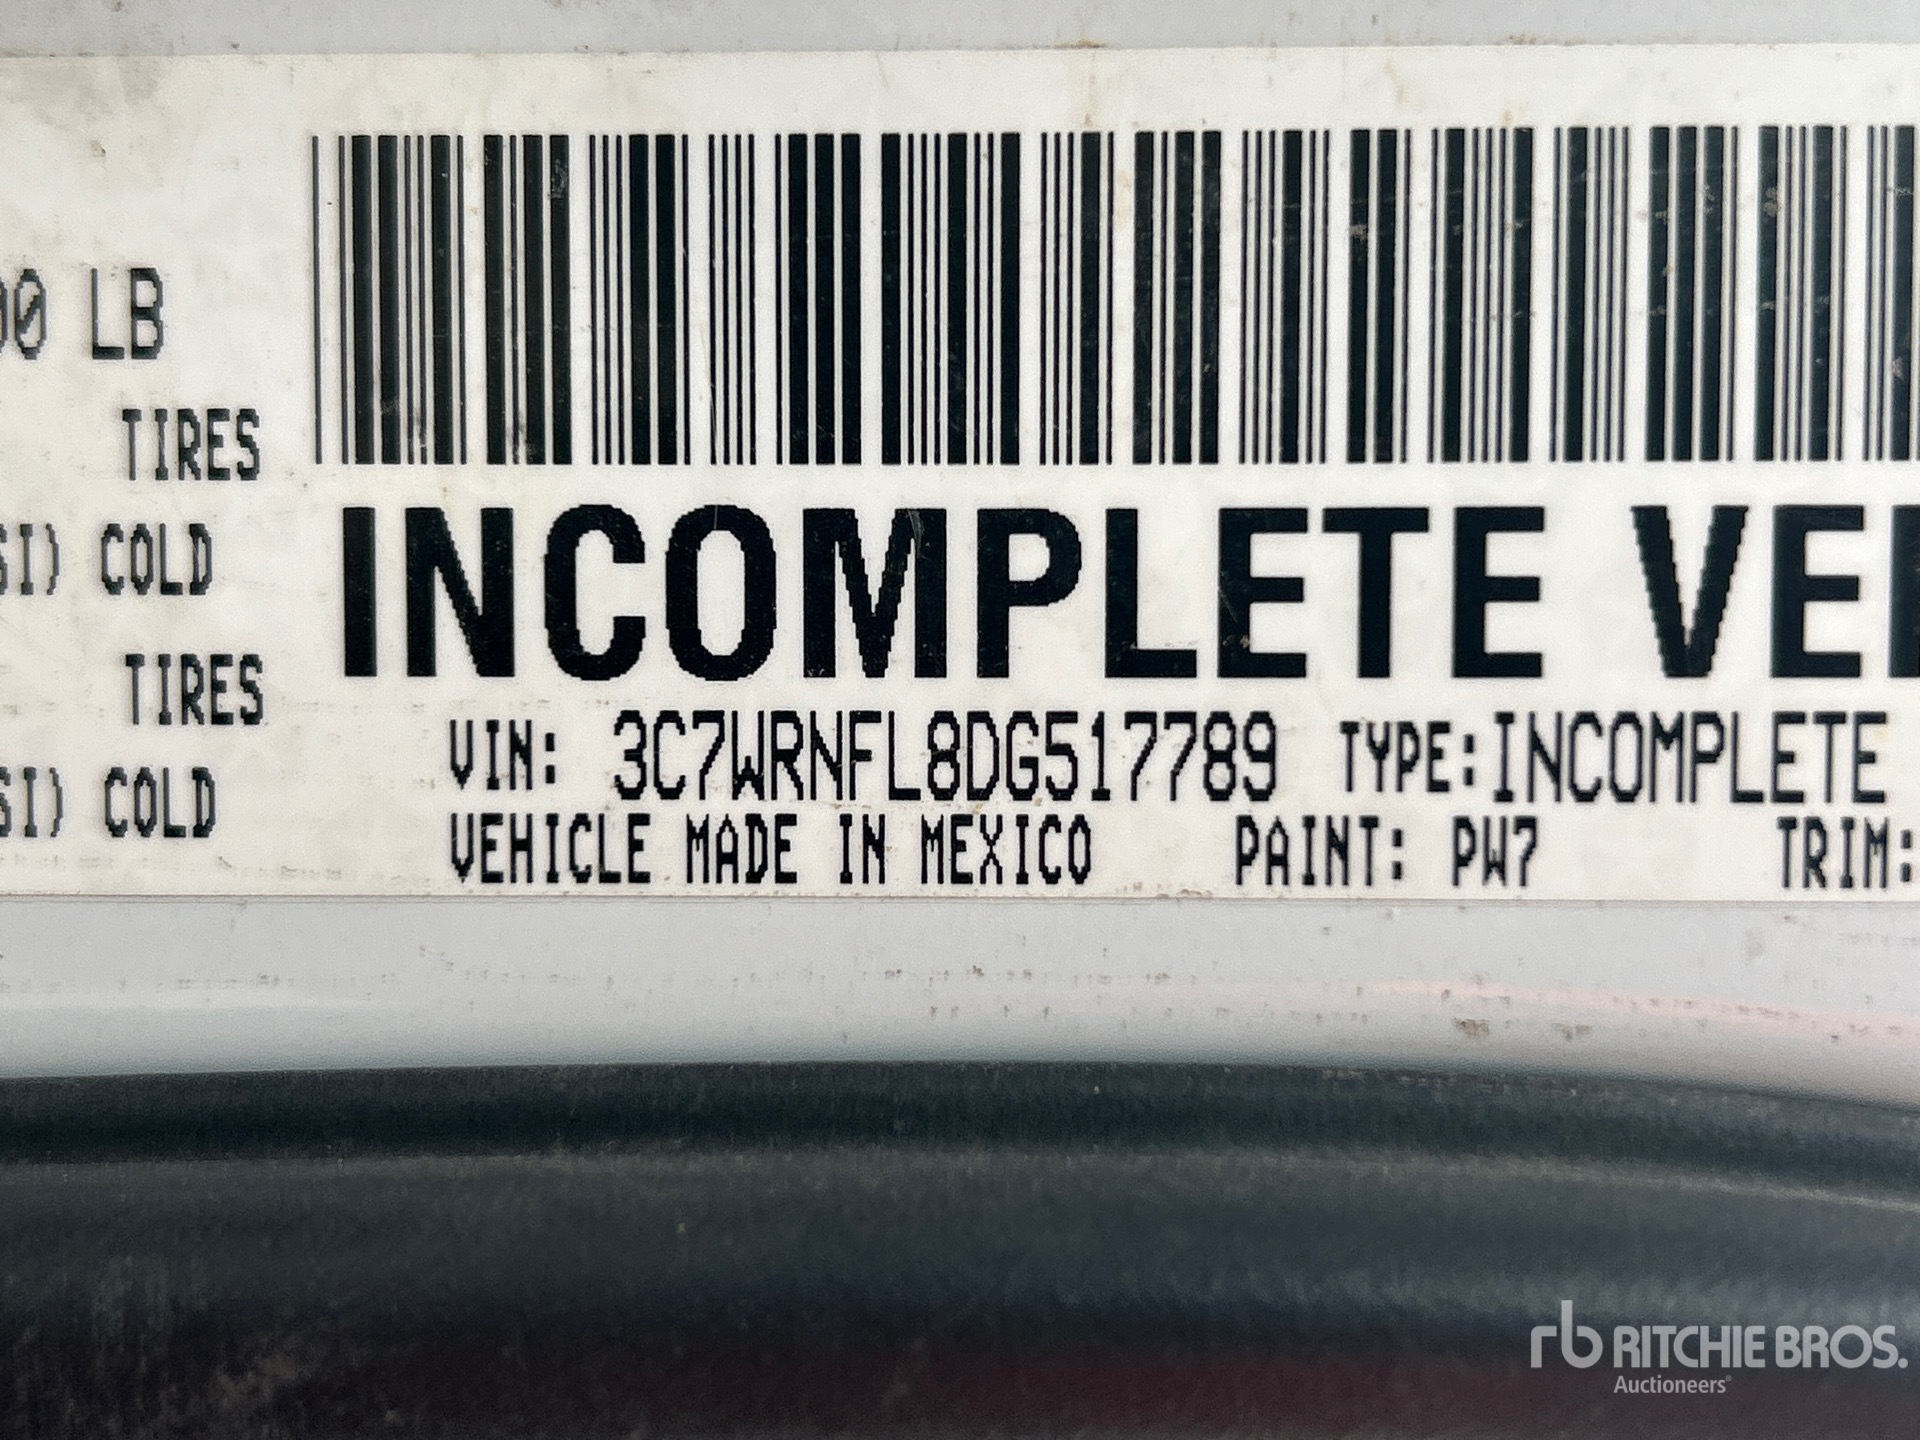 00 LB
TIRES
SI) COLD
TIRES
SI) COLD
INCOMPLETE VE
VIN: 3C7WRNFL8DG517789 TYPE: INCOMPLETE
VEHICLE MADE IN MEXICO PAINT: PW7 TRIM:
rb RITCHIE BROS.
Auctioneers®